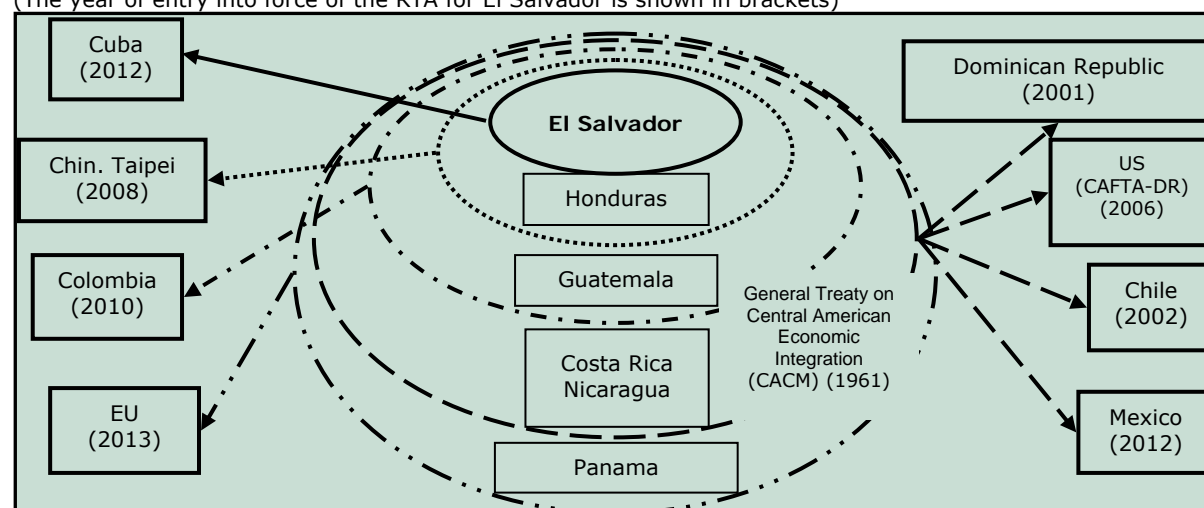 (The year of entry into force of the RTA for El Salvador is shown in brackets)
Cuba
(2012)
Chin. Taipei
(2008)
Colombia
(2010)
EU
(2013)
El Salvador
Honduras
Guatemala
Costa Rica
Nicaragua
Panama
General Treaty on
Central American
Economic
Integration
(CACM) (1961)
Dominican Republic
(2001)
US
(CAFTA-DR)
(2006)
Chile
(2002)
Mexico
(2012)